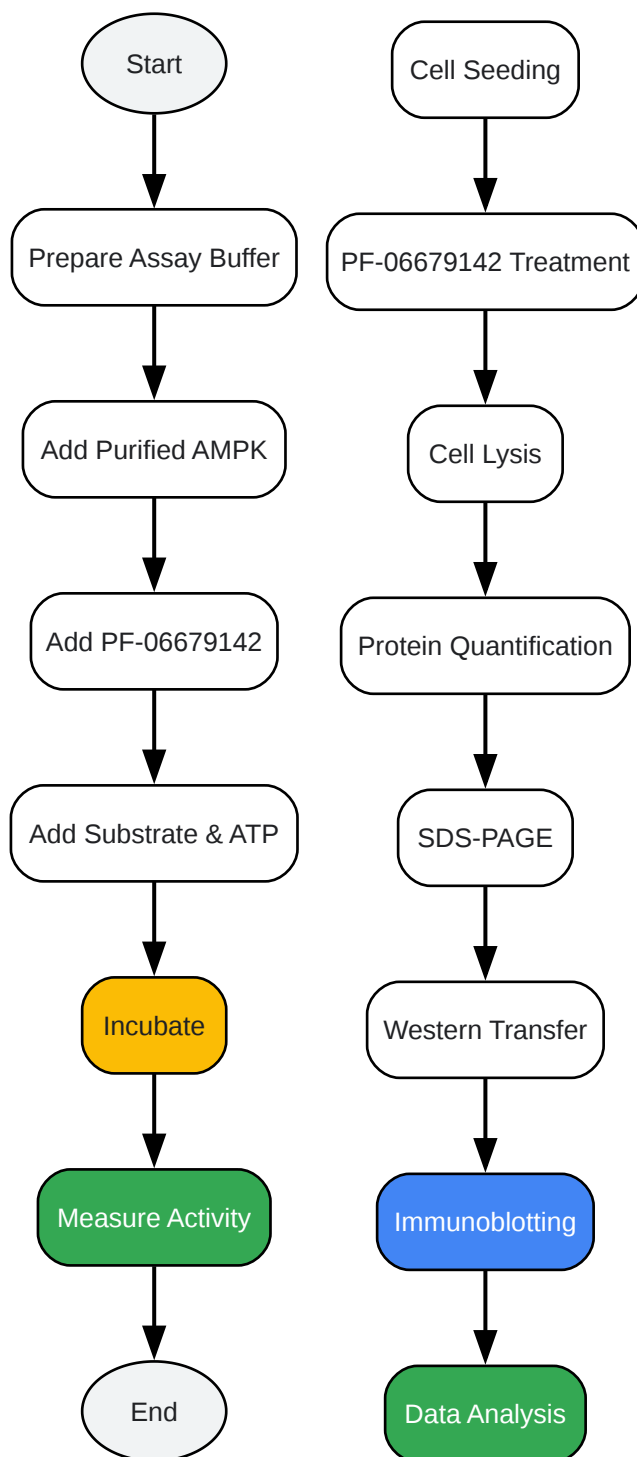 Start
Prepare Assay Buffer
Add Purified AMPK
Add PF-06679142
Add Substrate & ATP
Incubate
Measure Activity
End
Cell Seeding
PF-06679142 Treatment
Cell Lysis
Protein Quantification
SDS-PAGE
Western Transfer
Immunoblotting
Data Analysis